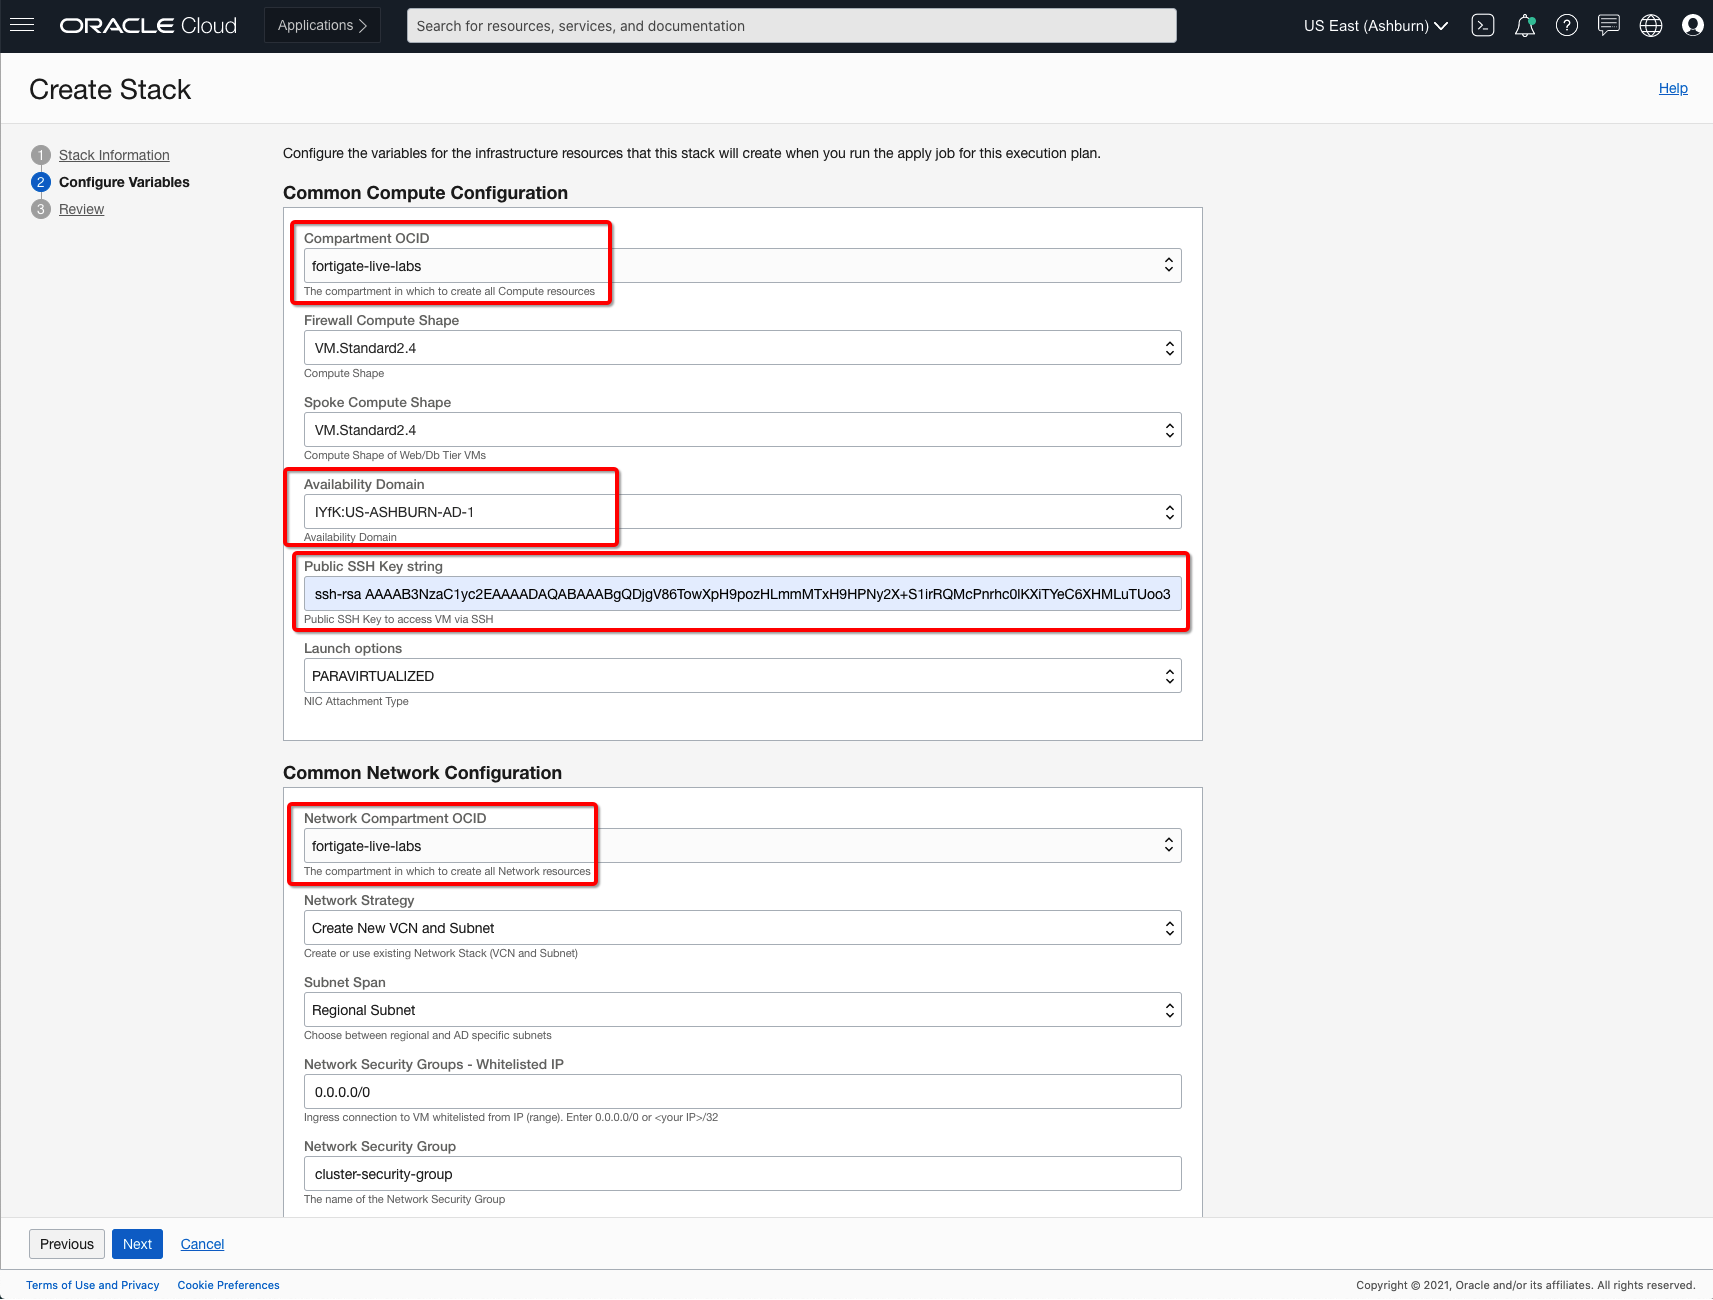 ORACLE Cloud
Applications
Search for resources, services, and documentation
US East (Ashburn)
Create Stack
Help
1 Stack Information
2 Configure Variables
3 Review
Configure the variables for the infrastructure resources that this stack will create when you run the apply job for this execution plan.
Common Compute Configuration
Compartment OCID
fortigate-live-labs
The compartment in which to create all Compute resources
Firewall Compute Shape
VM.Standard2.4
Compute Shape
Spoke Compute Shape
VM.Standard2.4
Compute Shape of Web/Db Tier VMs
Availability Domain
IYfK:US-ASHBURN-AD-1
Availability Domain
Public SSH Key string
ssh-rsa AAAAB3NzaC1yc2EAAAADAQABAAABgQDjgV86TowXpH9pozHLmmMTxH9HPNy2X+S1irRQMcPnrhc0lKXiTYeC6XHMLuTUoo3
Public SSH Key to access VM via SSH
Launch options
PARAVIRTUALIZED
NIC Attachment Type
Common Network Configuration
Network Compartment OCID
fortigate-live-labs
The compartment in which to create all Network resources
Network Strategy
Create New VCN and Subnet
Create or use existing Network Stack (VCN and Subnet)
Subnet Span
Regional Subnet
Choose between regional and AD specific subnets
Network Security Groups - Whitelisted IP
0.0.0.0/0
Ingress connection to VM whitelisted from IP (range). Enter 0.0.0.0/0 or <your IP>/32
Network Security Group
cluster-security-group
The name of the Network Security Group
Previous
Next
Cancel
Terms of Use and Privacy
Cookie Preferences
Copyright © 2021, Oracle and/or its affiliates. All rights reserved.